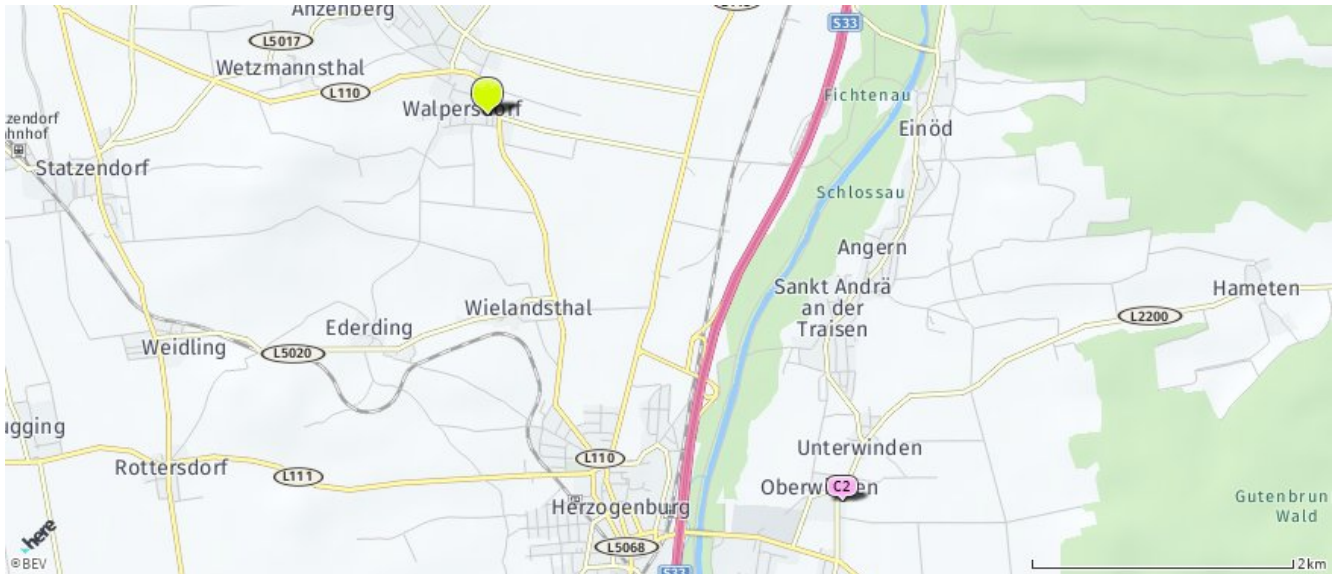 Anzenberg
S33
L5017
Wetzmannsthal
L110
Fichtenau
Walpersdorf
Einöd
Statzendorf
Schlossau
Angern
Sankt Andrä
an der
Traisen
Hameten
Wielandsthal
L2200
Ederding
Weidling
L5020
Unterwinden
L110
Rottersdorf
L111
C2
Herzogenburg
Gutenbrun
Wald
L5068
here
©BEV
S33
2km